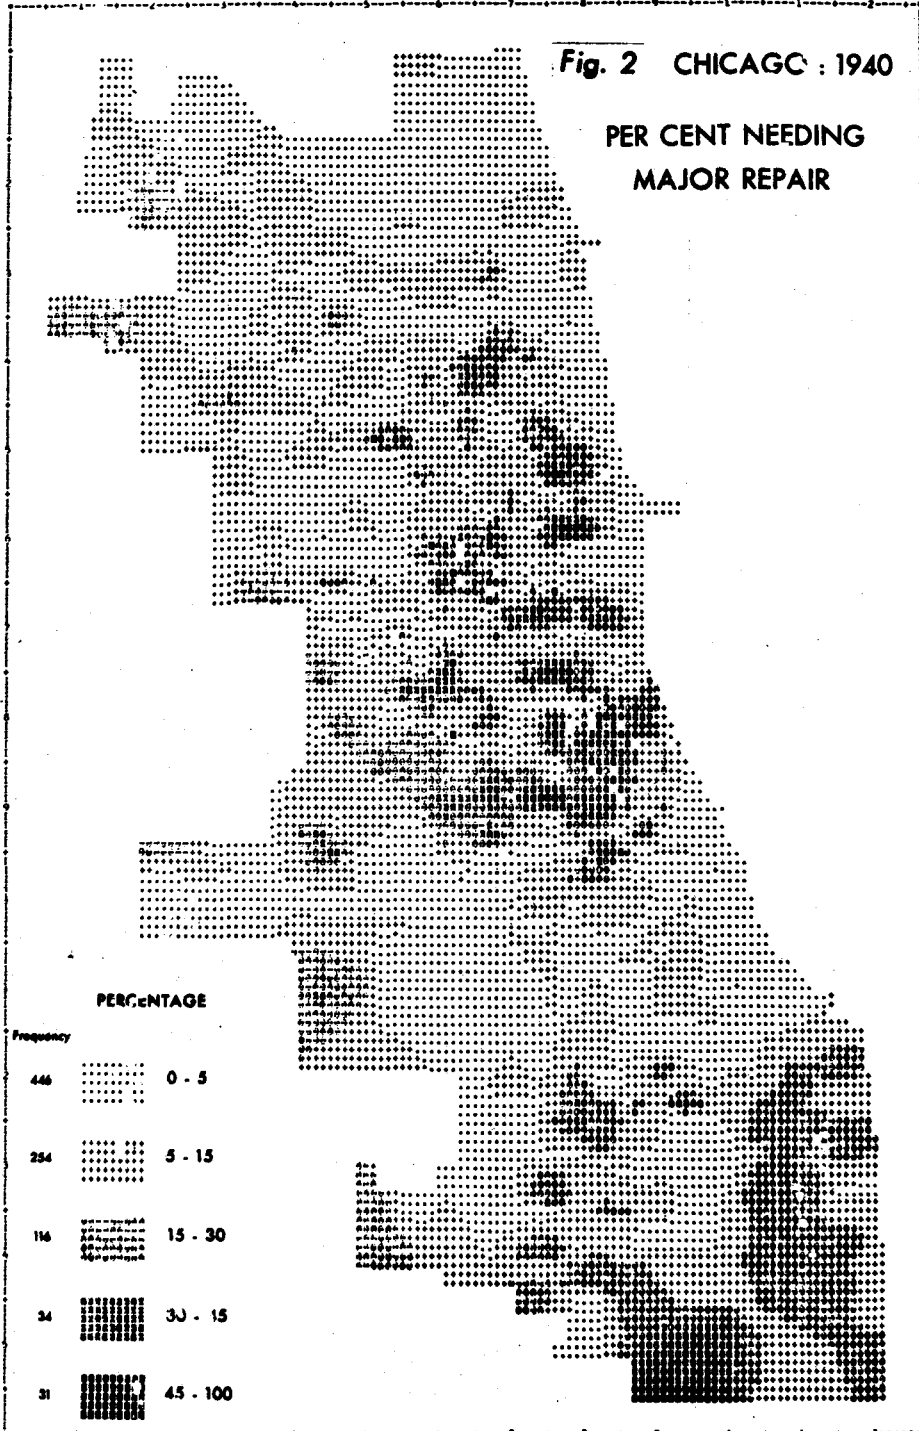 Fig. 2 CHICAGO : 1940
PER CENT NEEDING
MAJOR REPAIR
PERCENTAGE
Frequency
446 0 - 5
254 5 - 15
116 15 - 30
34 30 - 15
31 45 - 100